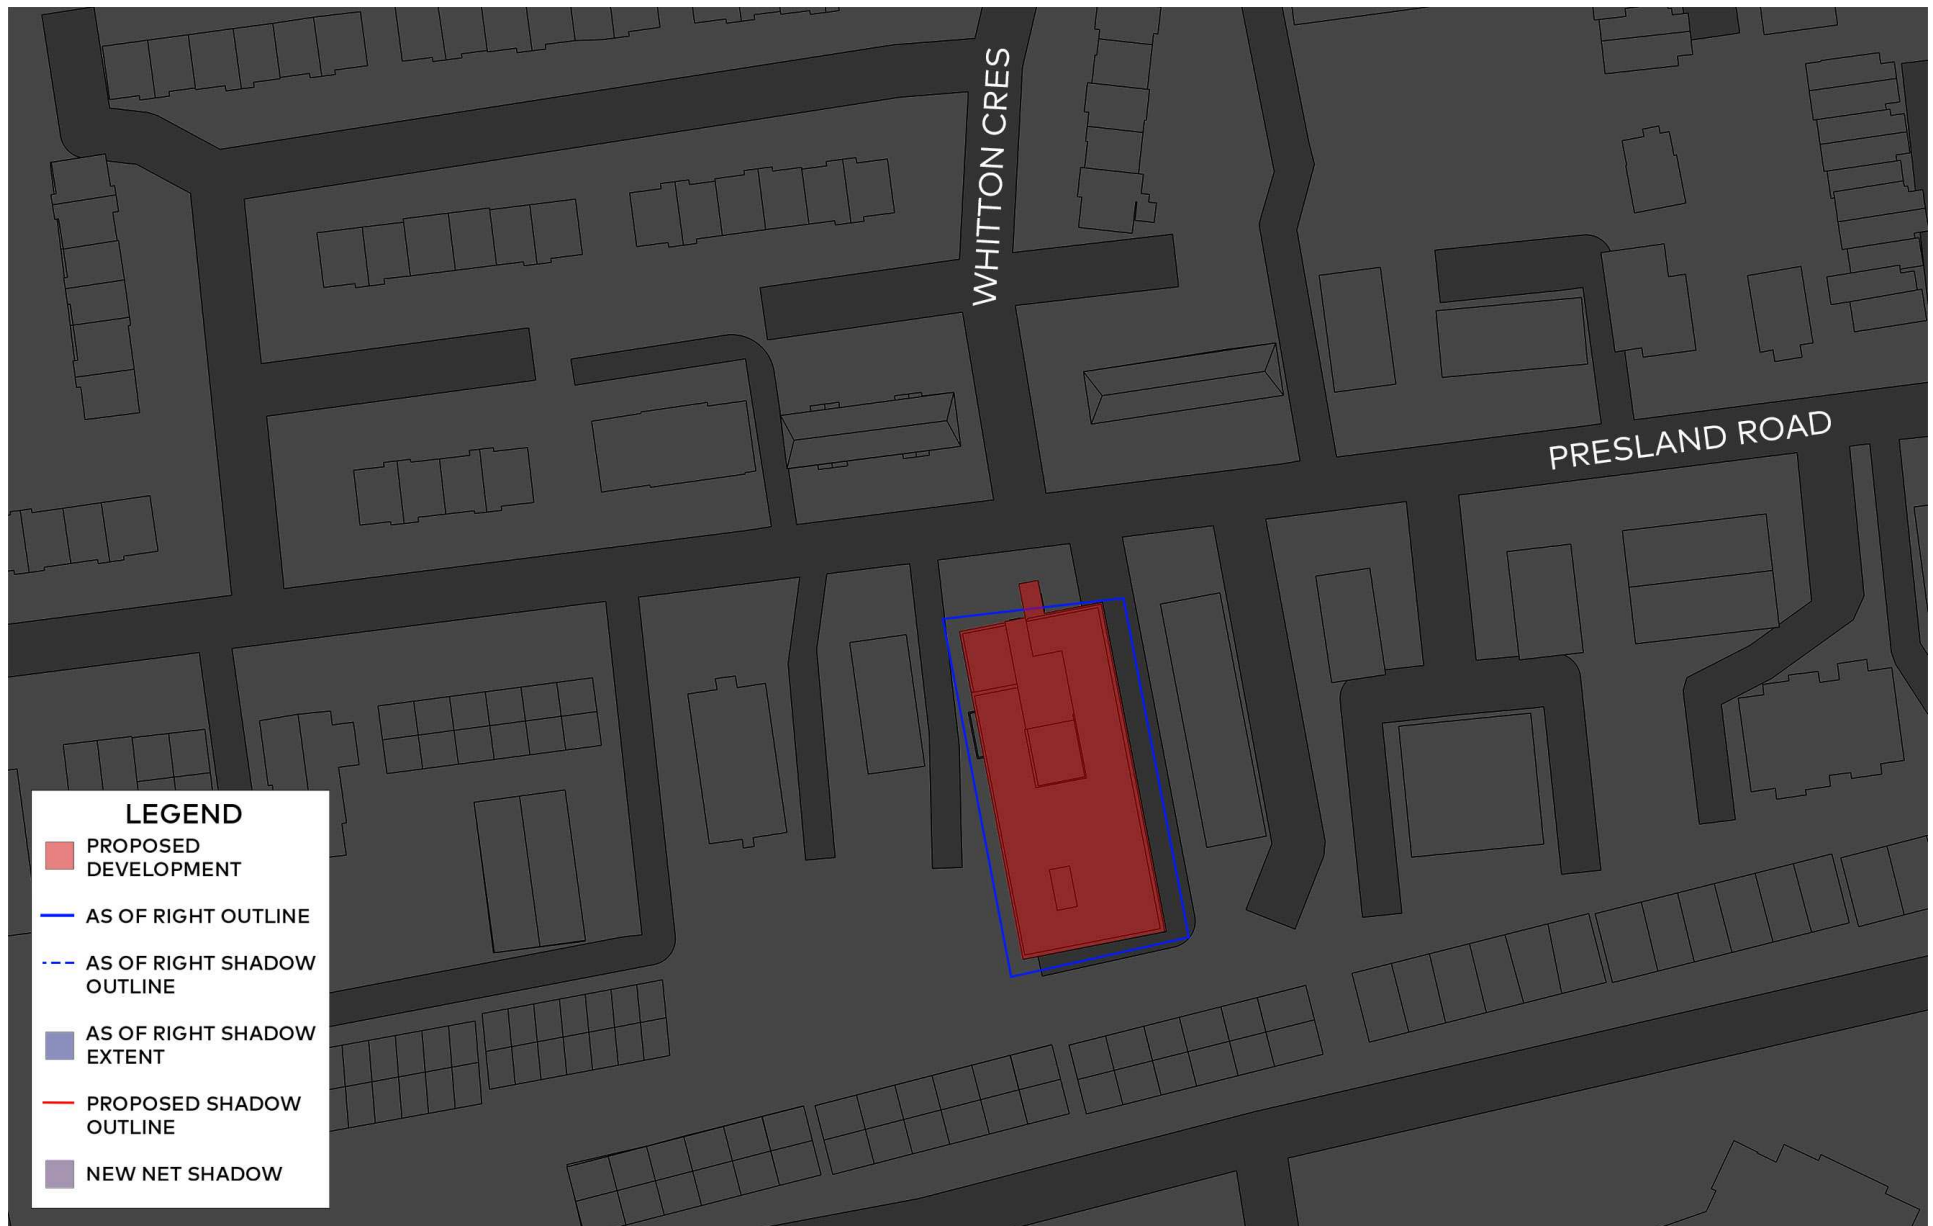 WHITTON CRES
PRESLAND ROAD
LEGEND
PROPOSED
DEVELOPMENT
AS OF RIGHT OUTLINE
AS OF RIGHT SHADOW
OUTLINE
AS OF RIGHT SHADOW
EXTENT
PROPOSED SHADOW
OUTLINE
NEW NET SHADOW